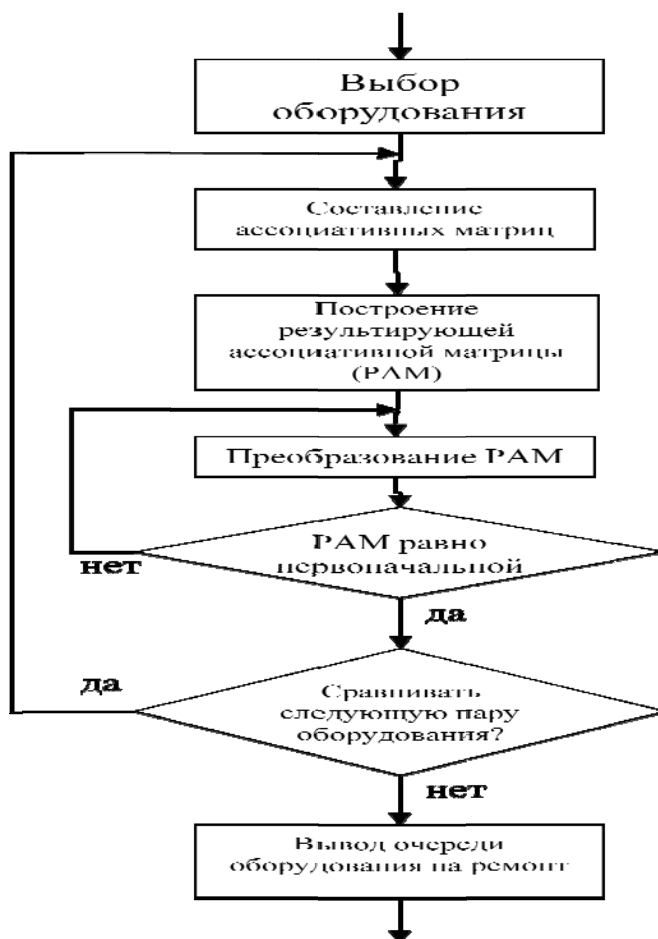 Выбор
оборудования
Составление
ассоциативных матриц
Построение
результирующей
ассоциативной матрицы
(РАМ)
Преобразование РАМ
РАМ равно
первоначальной
нет
да
да
Сравнивать
следующую пару
оборудования?
нет
Вывод очереди
оборудования на ремонт